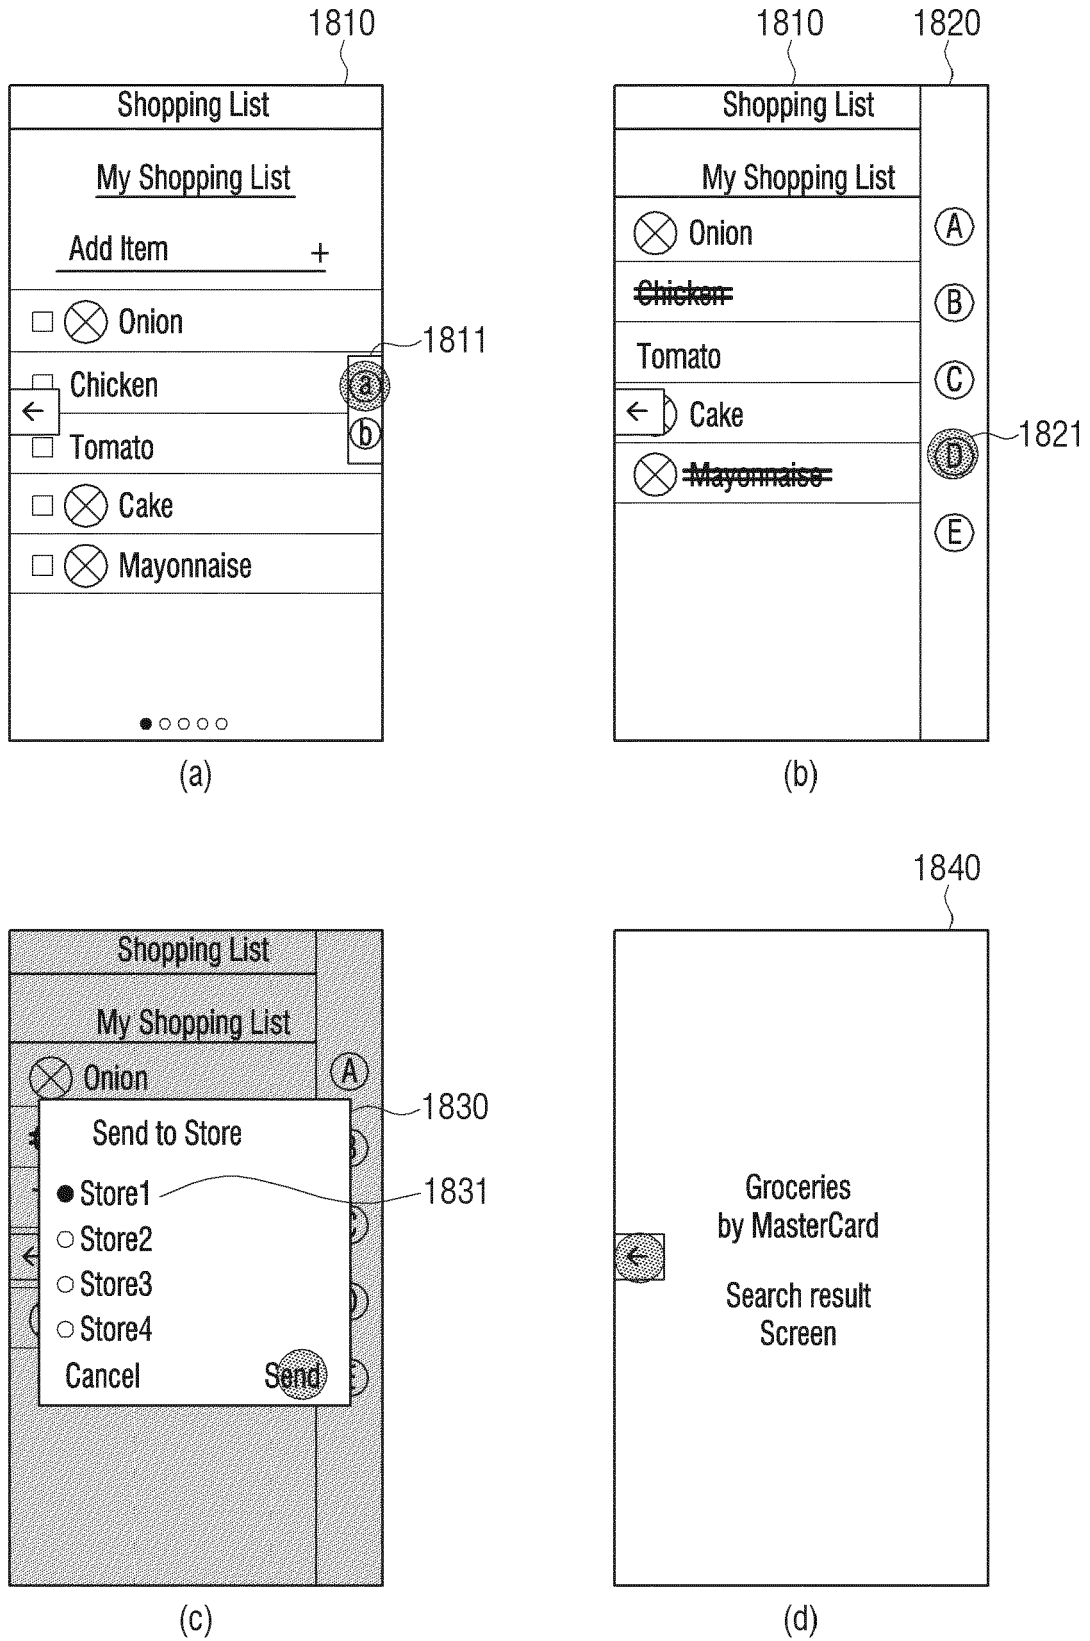 1810
Shopping List
My Shopping List
Add Item +
Onion
Chicken
Tomato
Cake
Mayonnaise
a
b
1811
(a)
1810
1820
Shopping List
My Shopping List
Onion
Chicken
Tomato
Cake
Mayonnaise
A
B
C
D
E
1821
(b)
Shopping List
My Shopping List
Onion
A
B
C
D
E
1830
Send to Store
Store1
1831
Store2
Store3
Store4
Cancel Send
(c)
1840
Groceries
by MasterCard
Search result
Screen
(d)